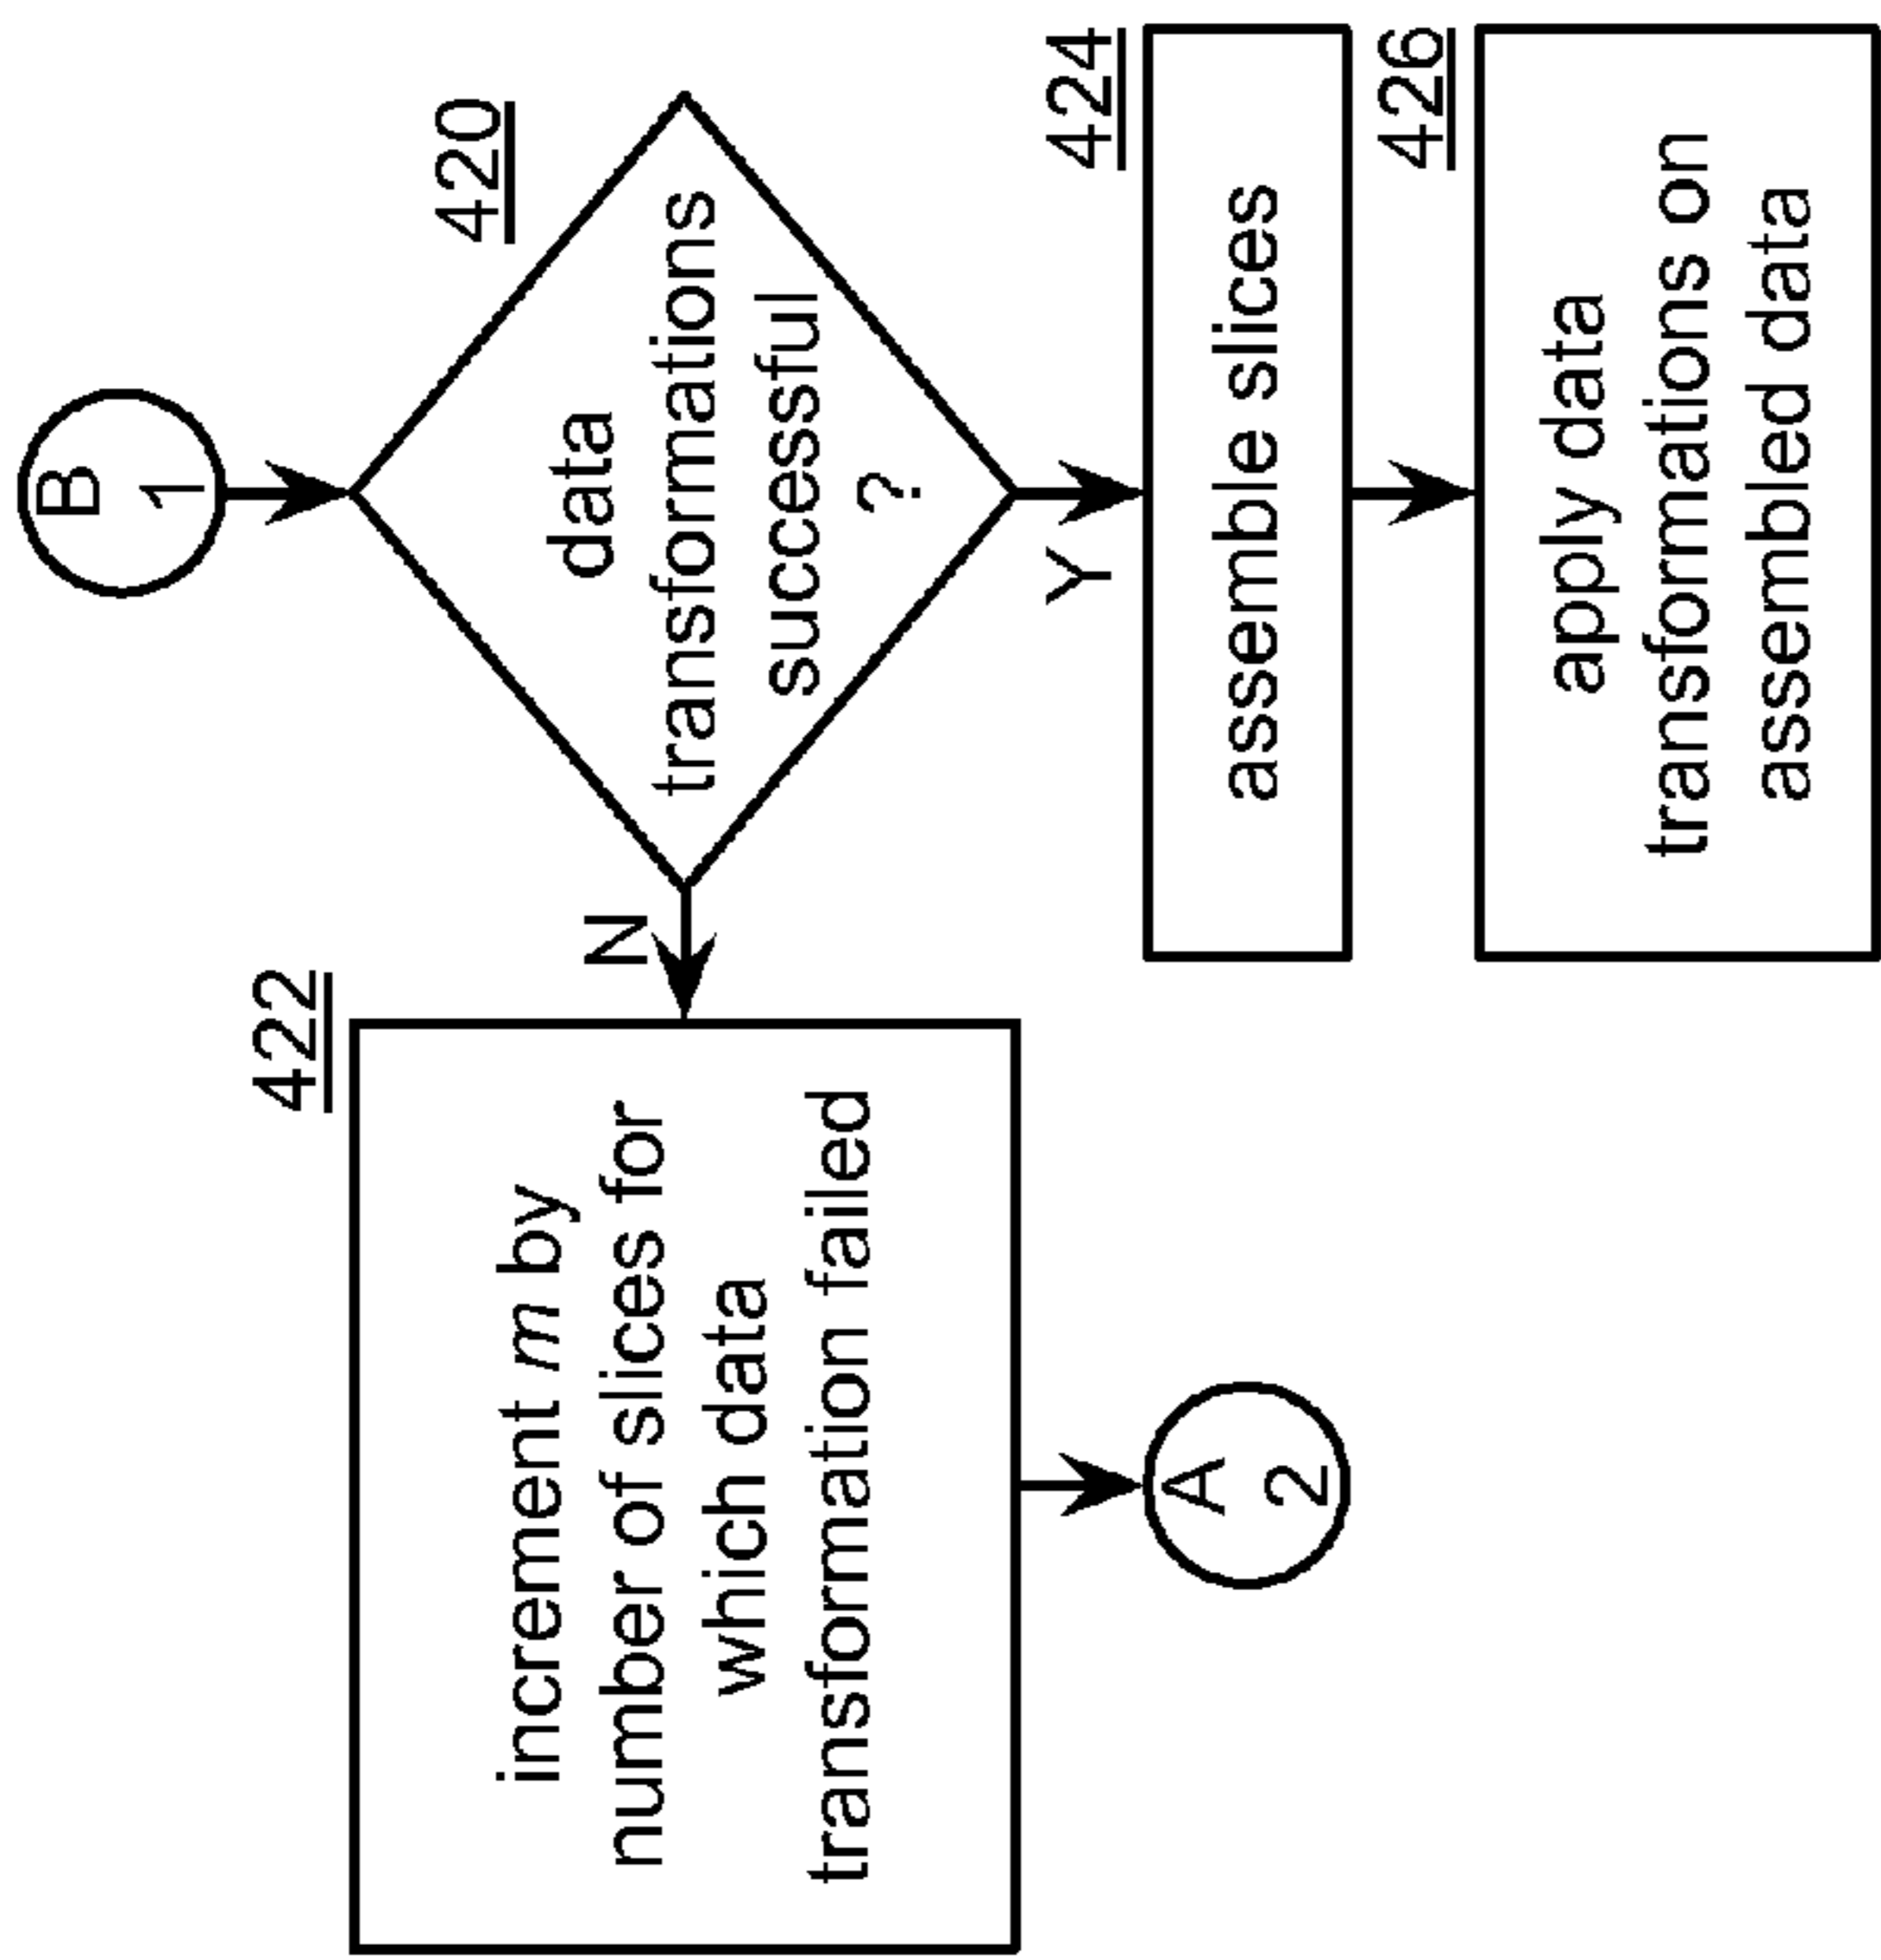 B
1
420
data
transformations
successful
?
N
Y
422
increment m by
number of slices for
which data
transformation failed
A
2
424
assemble slices
426
apply data
transformations on
assembled data